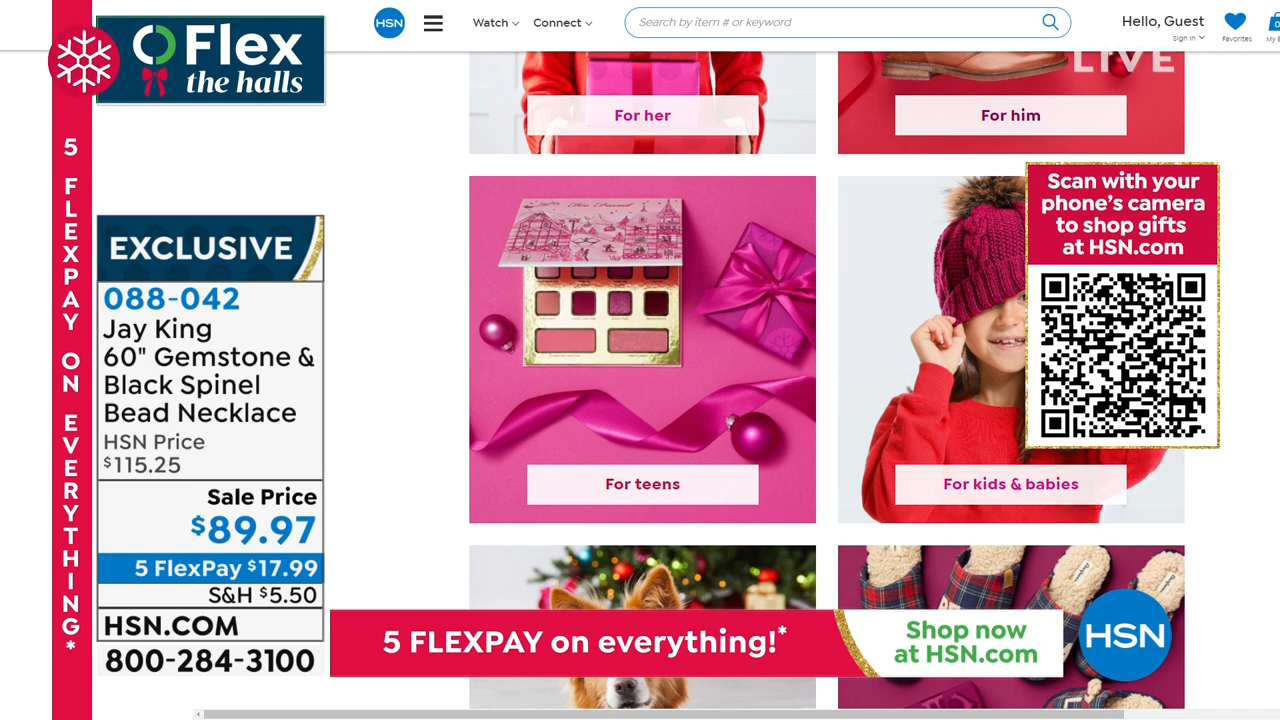 Flex
the halls
5 FLEXPAY ON EVERYTHING*
EXCLUSIVE
088-042
Jay King
60" Gemstone &
Black Spinel
Bead Necklace
HSN Price
$115.25
Sale Price
$89.97
5 FlexPay $17.99
S&H $5.50
HSN.COM
800-284-3100
HSN
Watch
Connect
Search by item # or keyword
Hello, Guest
Sign In
Favorites
0
LIVE
For her
For him
Too Faced
For teens
For kids & babies
Scan with your
phone's camera
to shop gifts
at HSN.com
5 FLEXPAY on everything!*
Shop now
at HSN.com
HSN